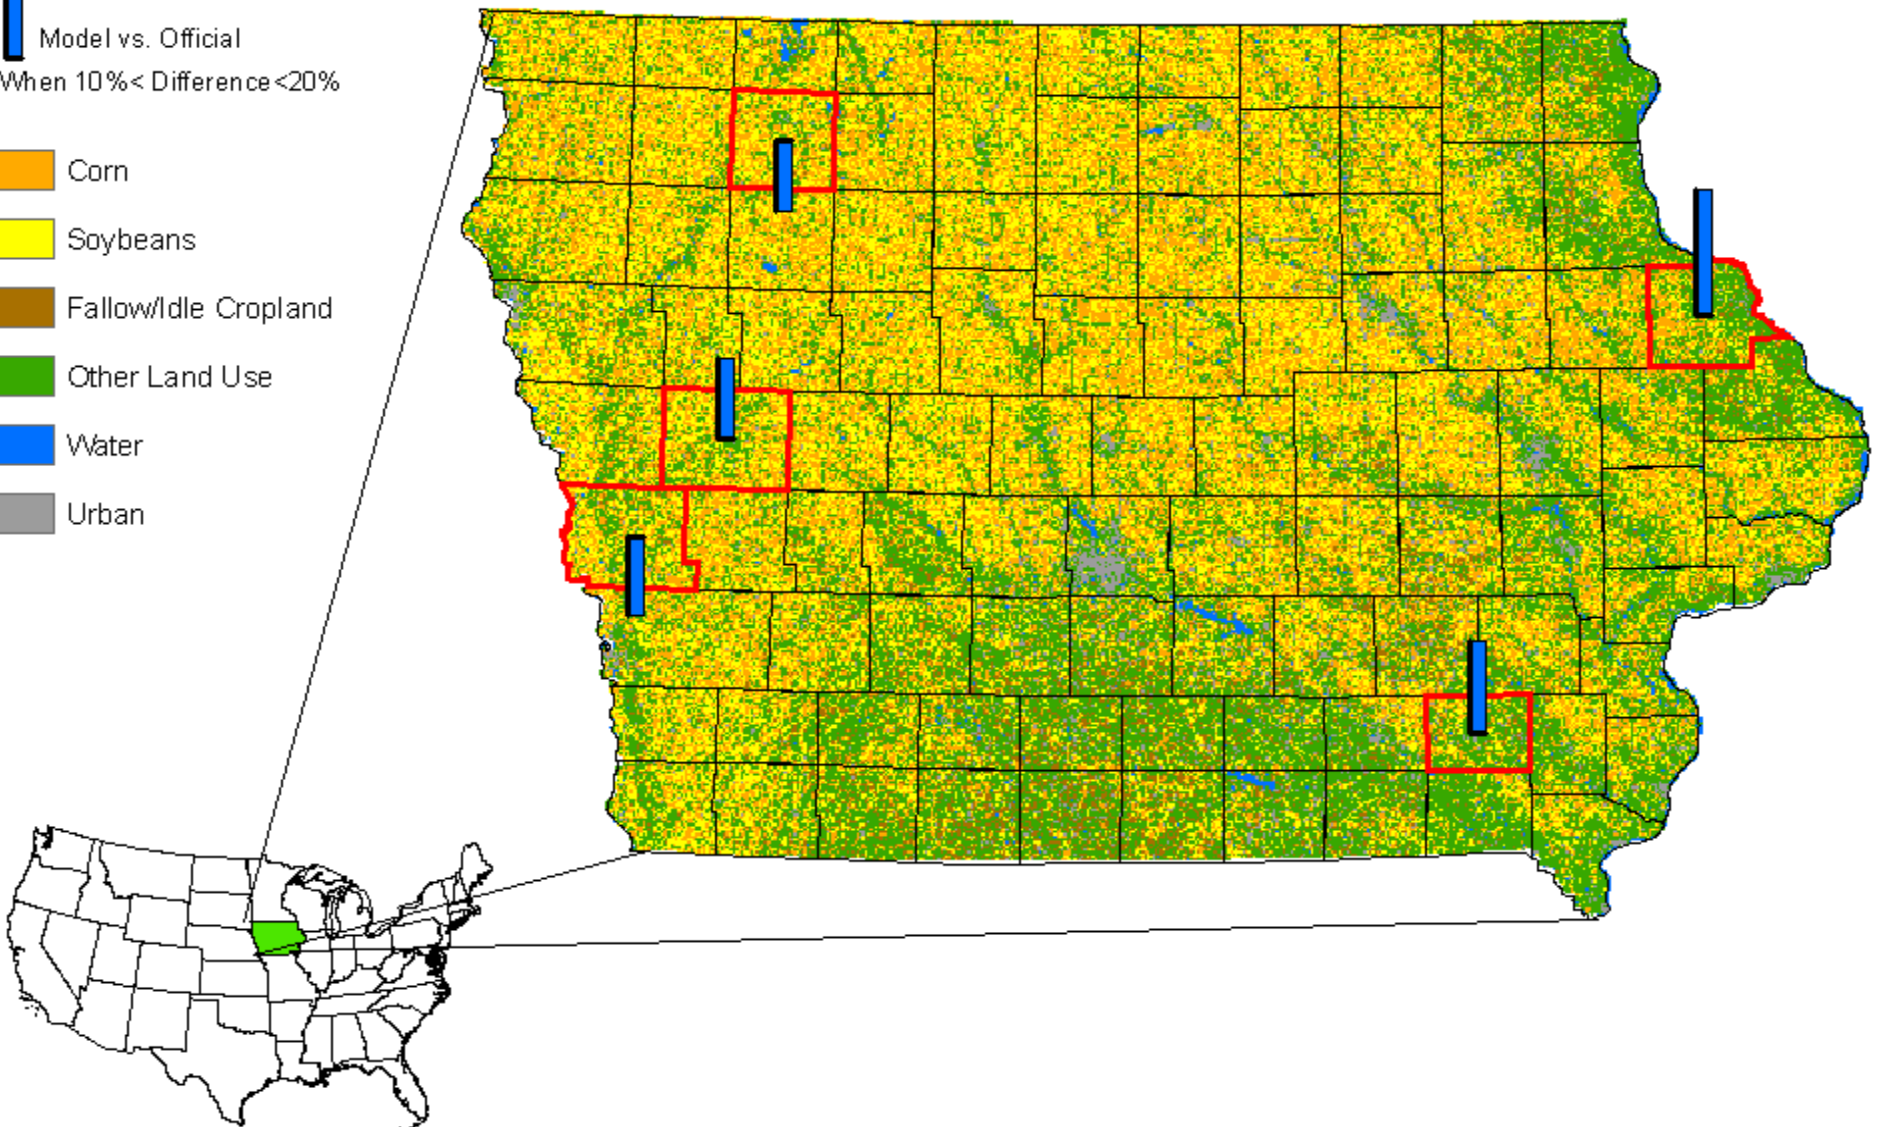 Model vs. Official
When 10%< Difference<20%
Corn
Soybeans
Fallow/Idle Cropland
Other Land Use
Water
Urban